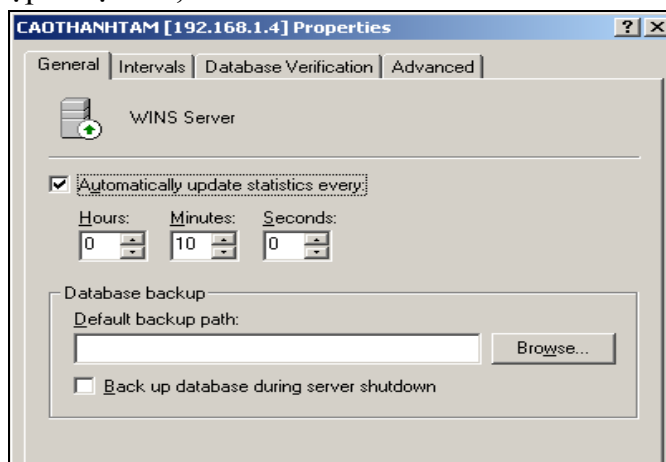 CAOTHANHTAM [192.168.1.4] Properties
General Intervals Database Verification Advanced
WINS Server
Automatically update statistics every:
Hours: Minutes: Seconds:
0 10 0
Database backup
Default backup path:
Browse...
Back up database during server shutdown